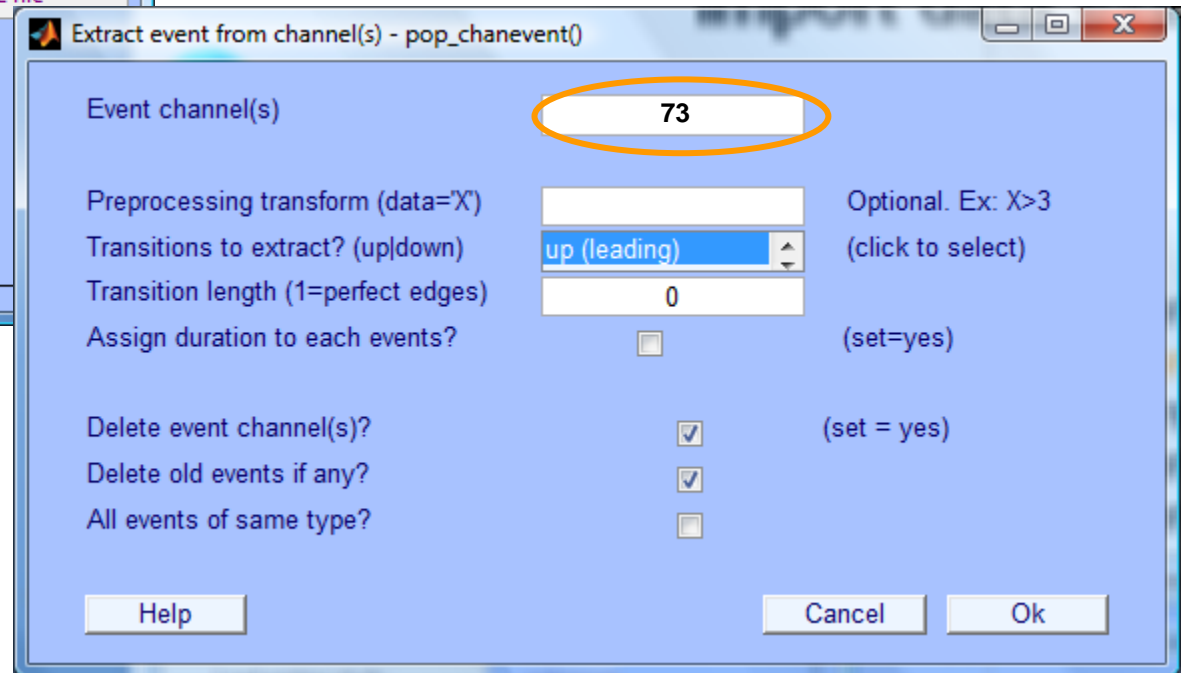 Extract event from channel(s) - pop_chanevent()
Event channel(s) 73
Preprocessing transform (data='X') Optional. Ex: X>3
Transitions to extract? (up|down) up (leading) (click to select)
Transition length (1=perfect edges) 0
Assign duration to each events? (set=yes)
Delete event channel(s)? (set = yes)
Delete old events if any?
All events of same type?
Help Cancel Ok